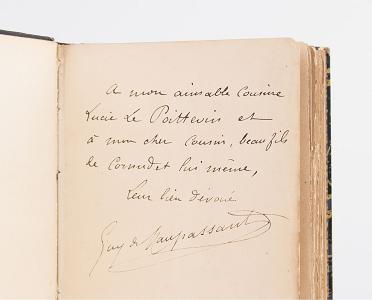 A mon aimable cousine
Lucie Le Poittevin et
à mon cher cousin, beau fils
de Cornudet lui même,
Leur bien dévoué
Guy de Maupassant